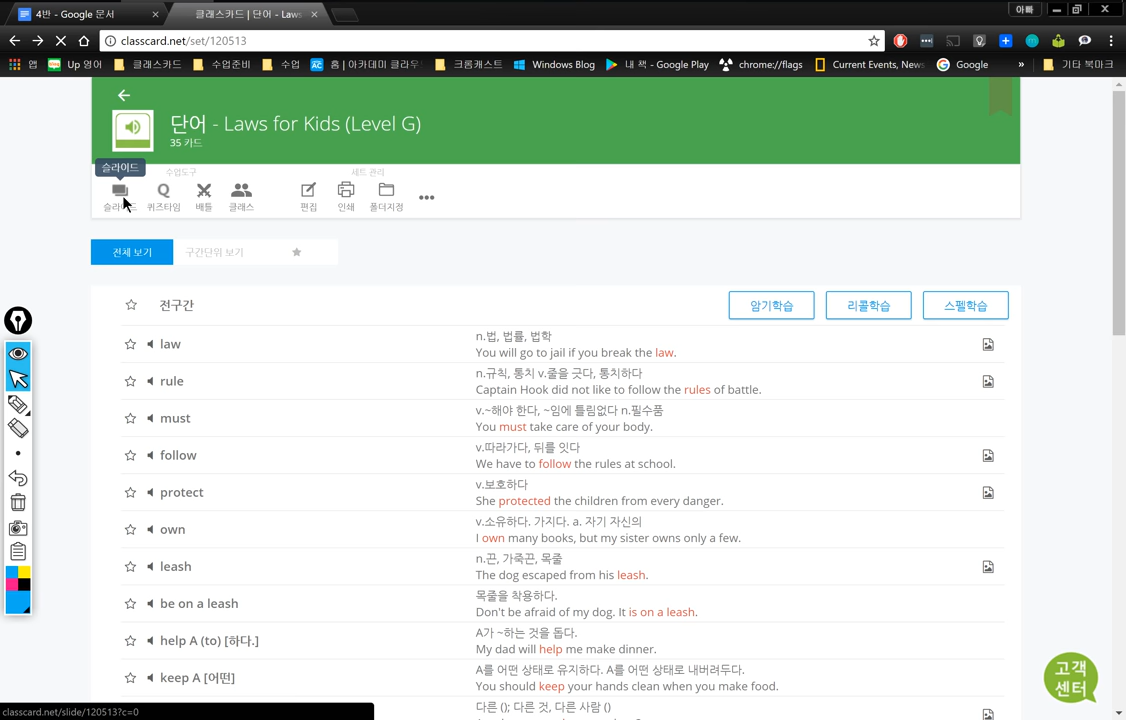 4반 - Google 문서
클래스카드 | 단어 - Laws
아빠
classcard.net/set/120513
앱
Up 영어
클래스카드
수업준비
수업
홈 | 아카데미 클라우
크롬캐스트
Windows Blog
내 책 - Google Play
chrome://flags
Current Events, News
Google
»
기타 북마크
단어 - Laws for Kids (Level G)
35 카드
슬라이드
수업도구
세트 관리
슬라이드
퀴즈타임
배틀
클래스
편집
인쇄
폴더지정
전체 보기
구간단위 보기
전구간
암기학습
리콜학습
스펠학습
law
n.법, 법률, 법학
You will go to jail if you break the law.
rule
n.규칙, 통치 v.줄을 긋다, 통치하다
Captain Hook did not like to follow the rules of battle.
must
v.~해야 한다, ~임에 틀림없다 n.필수품
You must take care of your body.
follow
v.따라가다, 뒤를 잇다
We have to follow the rules at school.
protect
v.보호하다
She protected the children from every danger.
own
v.소유하다. 가지다. a. 자기 자신의
I own many books, but my sister owns only a few.
leash
n.끈, 가죽끈, 목줄
The dog escaped from his leash.
be on a leash
목줄을 착용하다.
Don't be afraid of my dog. It is on a leash.
help A (to) [하다.]
A가 ~하는 것을 돕다.
My dad will help me make dinner.
keep A [어떤]
A를 어떤 상태로 유지하다. A를 어떤 상태로 내버려두다.
You should keep your hands clean when you make food.
다른 (); 다른 것, 다른 사람 ()
고객
센터
classcard.net/slide/120513?c=0